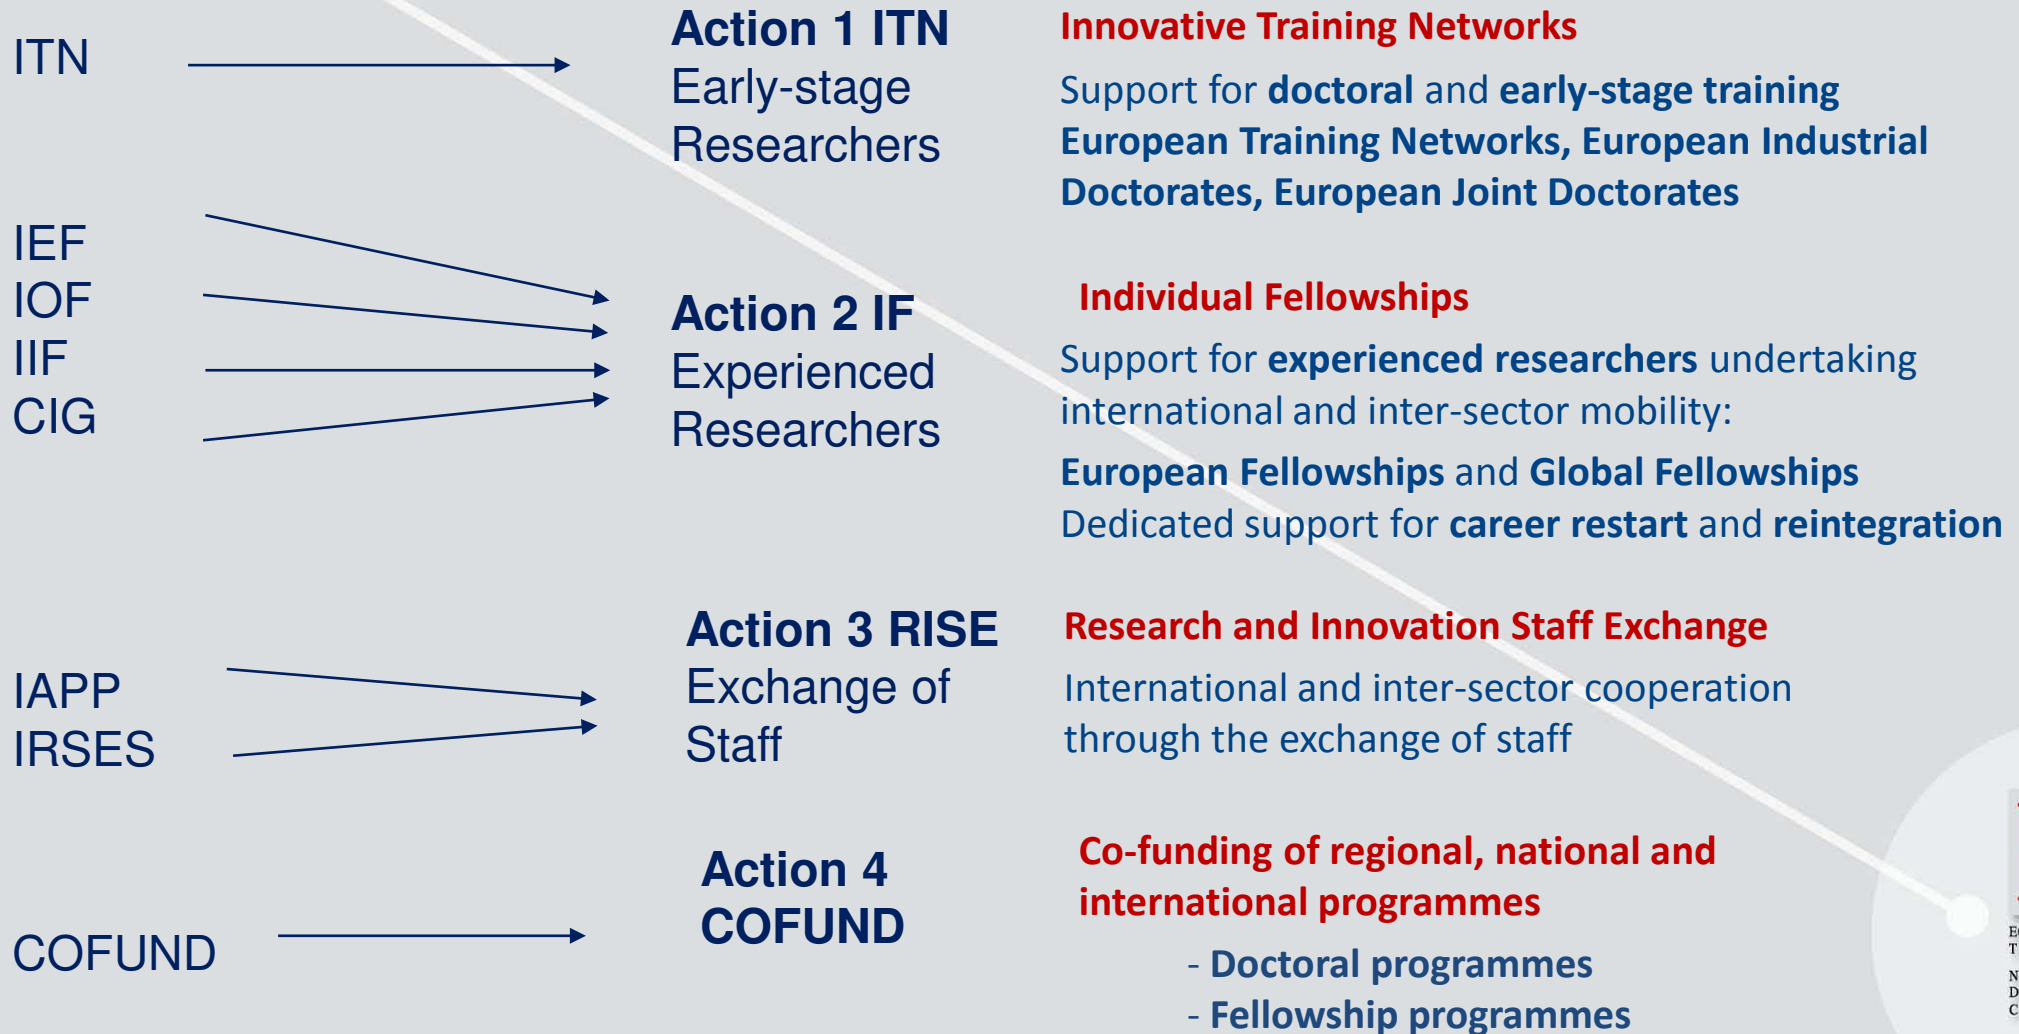 ITN
Action 1 ITN
Early-stage
Researchers
Innovative Training Networks
Support for doctoral and early-stage training
European Training Networks, European Industrial
Doctorates, European Joint Doctorates
IEF
IOF
IIF
CIG
Action 2 IF
Experienced
Researchers
Individual Fellowships
Support for experienced researchers undertaking
international and inter-sector mobility:
European Fellowships and Global Fellowships
Dedicated support for career restart and reintegration
IAPP
IRSES
Action 3 RISE
Exchange of
Staff
Research and Innovation Staff Exchange
International and inter-sector cooperation
through the exchange of staff
COFUND
Action 4
COFUND
Co-funding of regional, national and
international programmes
- Doctoral programmes
- Fellowship programmes